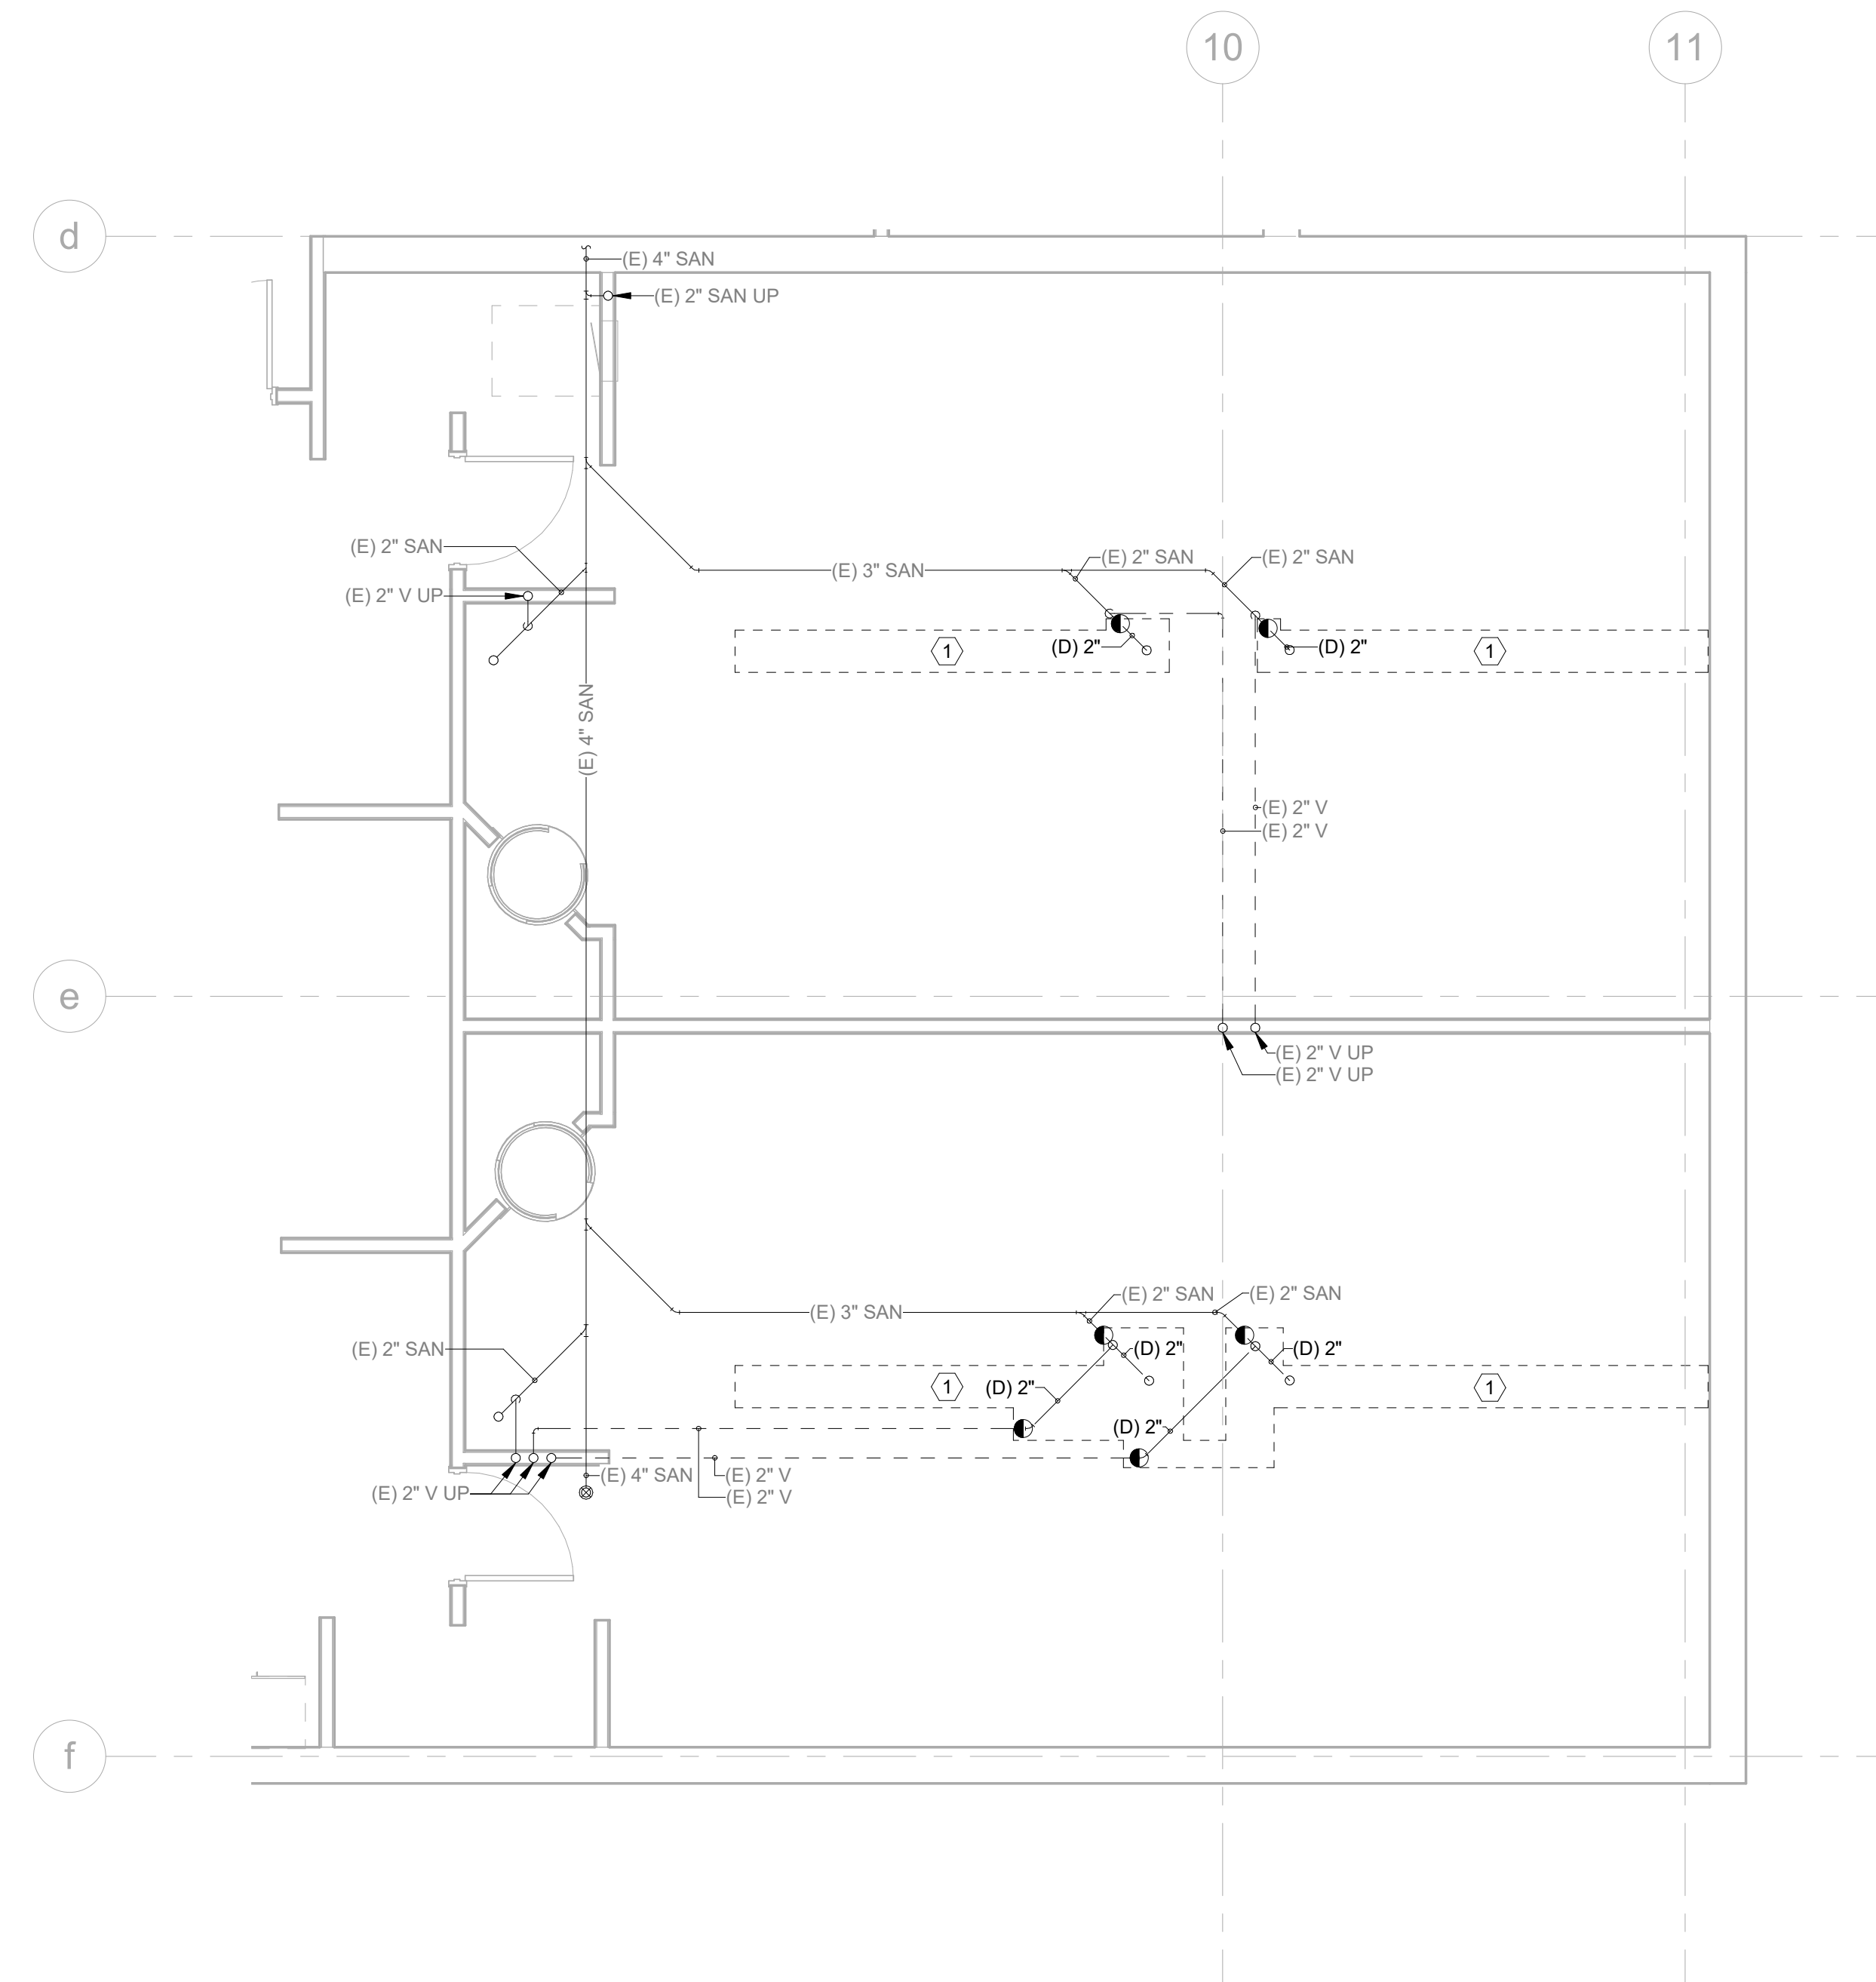 10
11
d
(E) 4" SAN
(E) 2" SAN UP
(E) 2" SAN
(E) 2" SAN
(E) 2" SAN
(E) 3" SAN
(E) 2" V UP
(D) 2"
1
(D) 2"
1
(E) 4" SAN
(E) 2" V
(E) 2" V
e
(E) 2" V UP
(E) 2" V UP
(E) 2" SAN
(E) 2" SAN
(E) 3" SAN
(E) 2" SAN
(D) 2"
(D) 2"
1
(D) 2"
1
(D) 2"
(E) 4" SAN
(E) 2" V
(E) 2" V UP
(E) 2" V
f